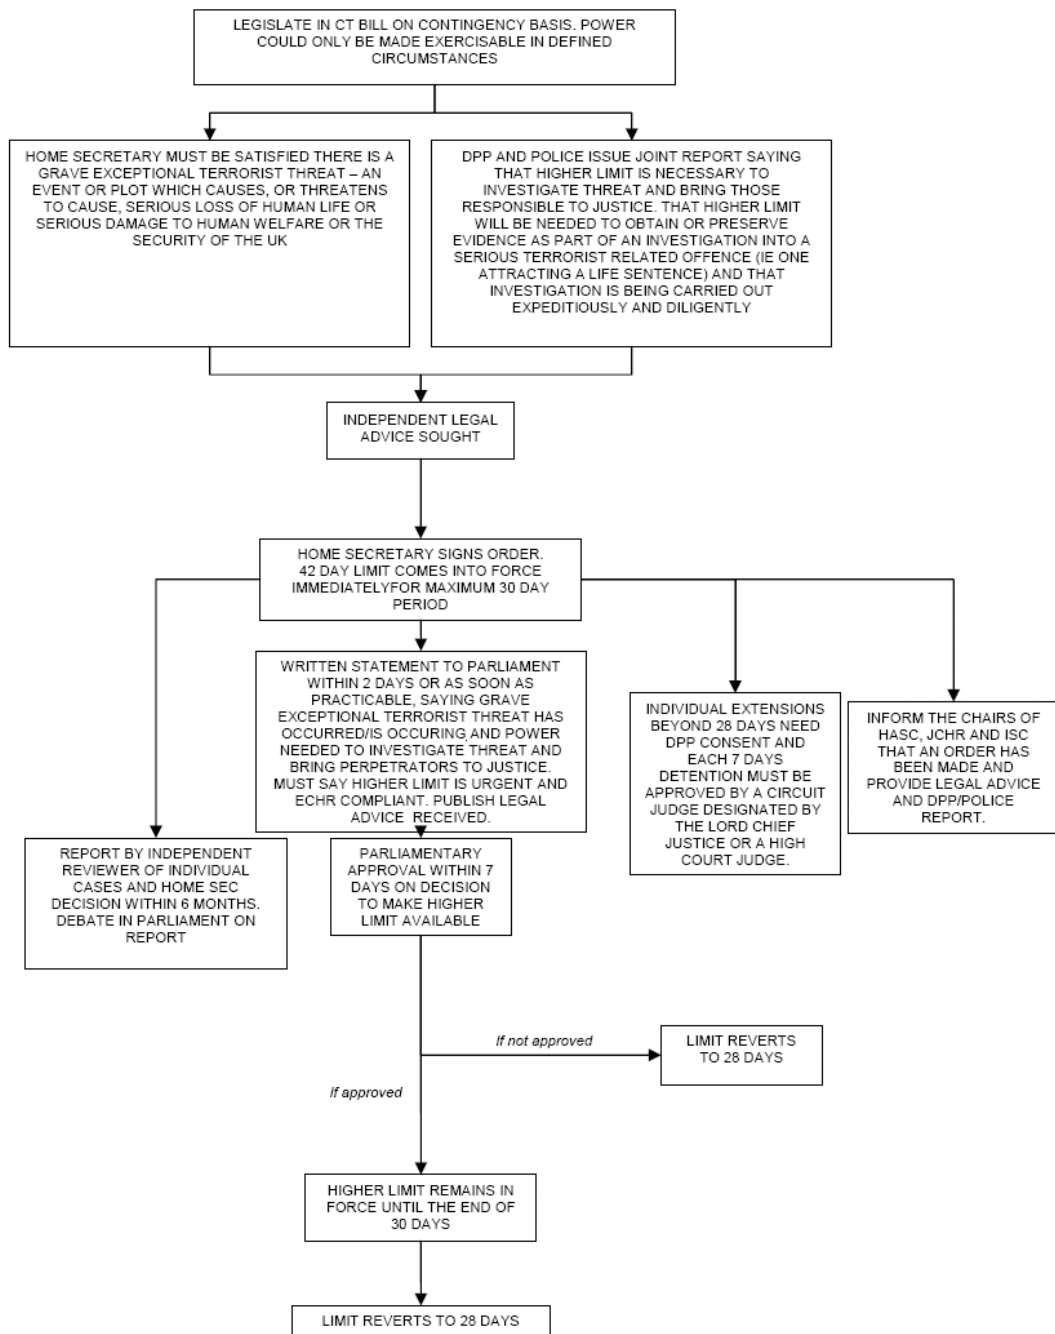 LEGISLATE IN CT BILL ON CONTINGENCY BASIS. POWER
COULD ONLY BE MADE EXERCISABLE IN DEFINED
CIRCUMSTANCES
HOME SECRETARY MUST BE SATISFIED THERE IS A
GRAVE EXCEPTIONAL TERRORIST THREAT – AN
EVENT OR PLOT WHICH CAUSES, OR THREATENS
TO CAUSE, SERIOUS LOSS OF HUMAN LIFE OR
SERIOUS DAMAGE TO HUMAN WELFARE OR THE
SECURITY OF THE UK
DPP AND POLICE ISSUE JOINT REPORT SAYING
THAT HIGHER LIMIT IS NECESSARY TO
INVESTIGATE THREAT AND BRING THOSE
RESPONSIBLE TO JUSTICE. THAT HIGHER LIMIT
WILL BE NEEDED TO OBTAIN OR PRESERVE
EVIDENCE AS PART OF AN INVESTIGATION INTO A
SERIOUS TERRORIST RELATED OFFENCE (IE ONE
ATTRACTING A LIFE SENTENCE) AND THAT
INVESTIGATION IS BEING CARRIED OUT
EXPEDITIOUSLY AND DILIGENTLY
INDEPENDENT LEGAL
ADVICE SOUGHT
HOME SECRETARY SIGNS ORDER.
42 DAY LIMIT COMES INTO FORCE
IMMEDIATELYFOR MAXIMUM 30 DAY
PERIOD
WRITTEN STATEMENT TO PARLIAMENT
WITHIN 2 DAYS OR AS SOON AS
PRACTICABLE, SAYING GRAVE
EXCEPTIONAL TERRORIST THREAT HAS
OCCURRED/IS OCCURING AND POWER
NEEDED TO INVESTIGATE THREAT AND
BRING PERPETRATORS TO JUSTICE.
MUST SAY HIGHER LIMIT IS URGENT AND
ECHR COMPLIANT. PUBLISH LEGAL
ADVICE RECEIVED.
INDIVIDUAL EXTENSIONS
BEYOND 28 DAYS NEED
DPP CONSENT AND
EACH 7 DAYS
DETENTION MUST BE
APPROVED BY A CIRCUIT
JUDGE DESIGNATED BY
THE LORD CHIEF
JUSTICE OR A HIGH
COURT JUDGE.
INFORM THE CHAIRS OF
HASC, JCHR AND ISC
THAT AN ORDER HAS
BEEN MADE AND
PROVIDE LEGAL ADVICE
AND DPP/POLICE
REPORT.
REPORT BY INDEPENDENT
REVIEWER OF INDIVIDUAL
CASES AND HOME SEC
DECISION WITHIN 6 MONTHS.
DEBATE IN PARLIAMENT ON
REPORT
PARLIAMENTARY
APPROVAL WITHIN 7
DAYS ON DECISION
TO MAKE HIGHER
LIMIT AVAILABLE
If not approved
LIMIT REVERTS
TO 28 DAYS
If approved
HIGHER LIMIT REMAINS IN
FORCE UNTIL THE END OF
30 DAYS
LIMIT REVERTS TO 28 DAYS